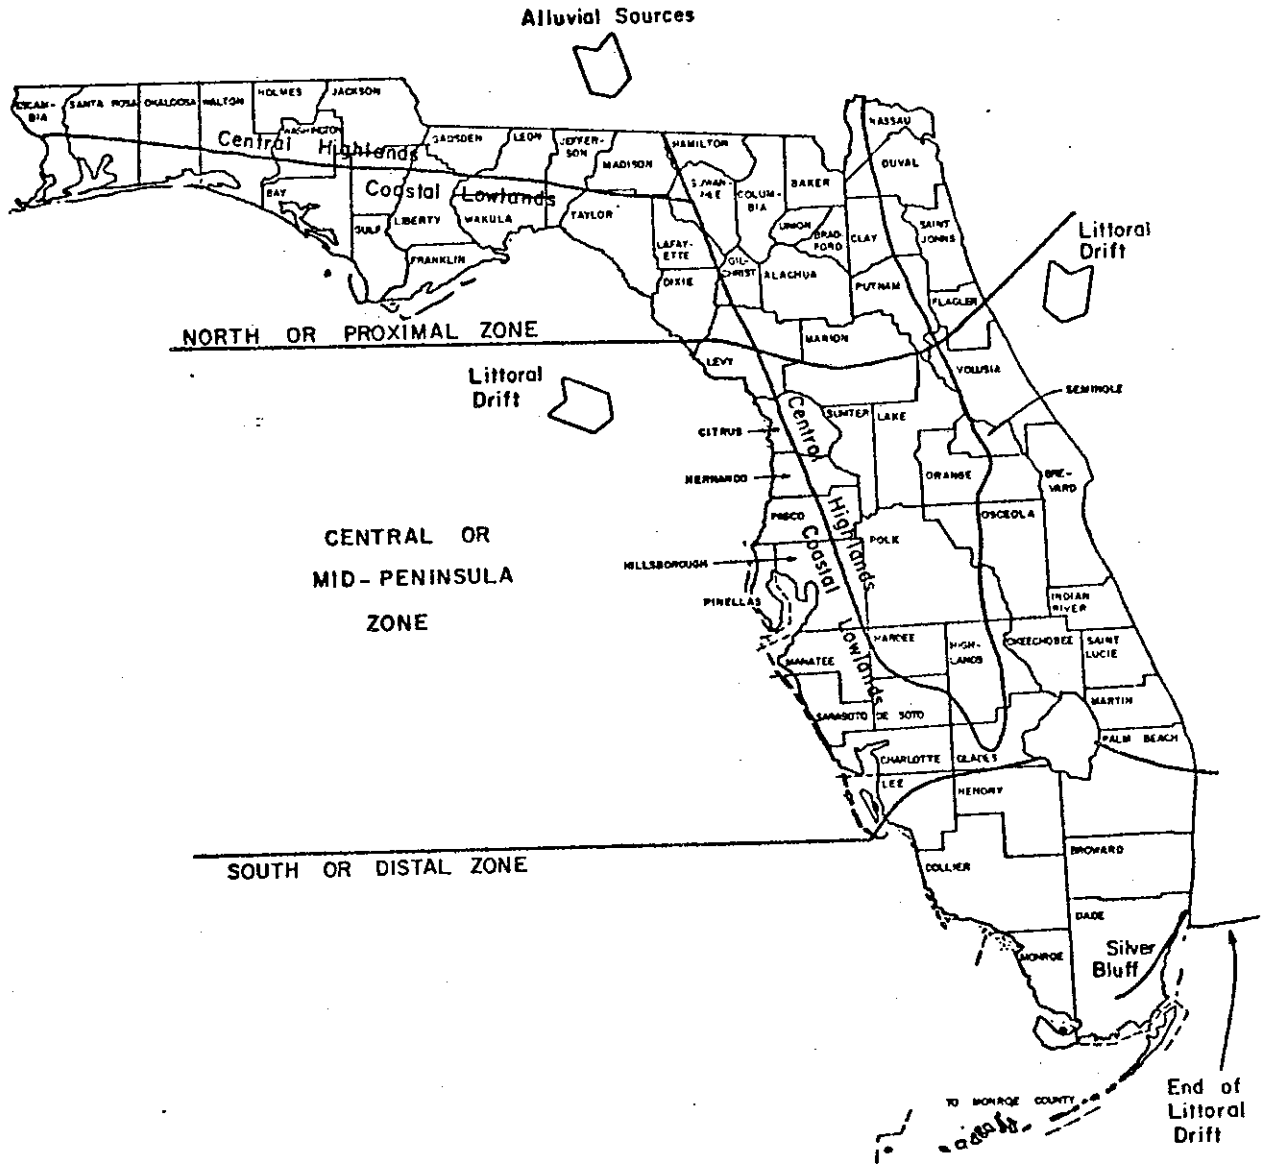 Alluvial Sources
ESCAM-
BIA
SANTA ROSA
OKALOOSA
WALTON
HOLMES
JACKSON
WASHINGTON
Central Highlands
GADSDEN
LEON
JEFFER-
SON
MADISON
HAMILTON
NASSAU
DUVAL
BAKER
SUWAN-
NEE
COLUM-
BIA
BAY
Coastal Lowlands
GULF
LIBERTY
WAKULA
TAYLOR
FRANKLIN
LAFAY-
ETTE
DIXIE
GIL-
CHRIST
UNION
BRAD-
FORD
CLAY
SAINT
JOHNS
ALACHUA
PUTNAM
FLAGLER
Littoral
Drift
NORTH OR PROXIMAL ZONE
MARION
LEVY
VOLUSIA
Littoral
Drift
SEMINOLE
CITRUS
SUMTER
LAKE
Central
Highlands
HERNANDO
ORANGE
BRE-
VARD
PASCO
OSCEOLA
CENTRAL OR
MID-PENINSULA
ZONE
Coastal
Lowlands
POLK
HILLSBOROUGH
PINELLAS
INDIAN
RIVER
MANATEE
HARDEE
HIGH-
LANDS
OKEECHOBEE
SAINT
LUCIE
SARASOTO
DE SOTO
MARTIN
CHARLOTTE
GLADES
PALM BEACH
LEE
HENDRY
SOUTH OR DISTAL ZONE
COLLIER
BROWARD
DADE
MONROE
Silver
Bluff
TO MONROE COUNTY
End of
Littoral
Drift